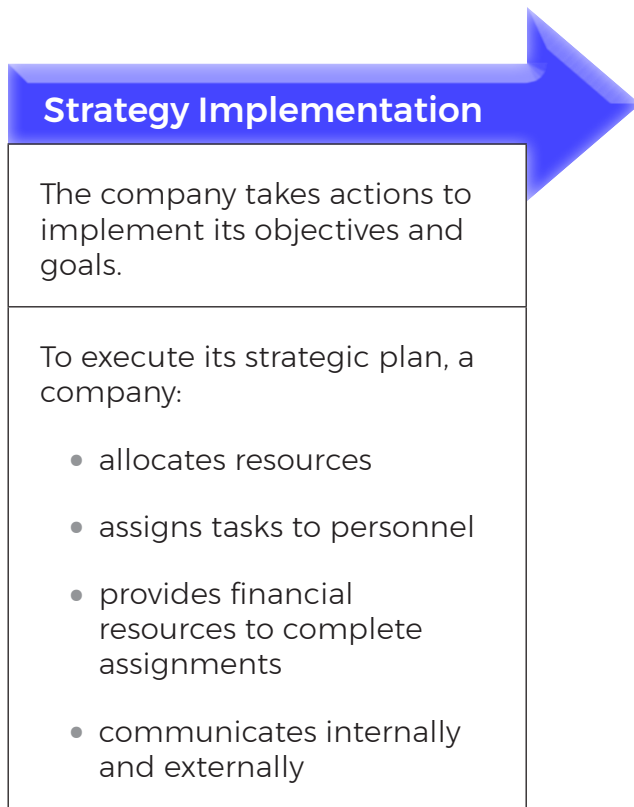 Strategy Implementation
The company takes actions to
implement its objectives and
goals.
To execute its strategic plan, a
company:
• allocates resources
• assigns tasks to personnel
• provides financial
resources to complete
assignments
• communicates internally
and externally